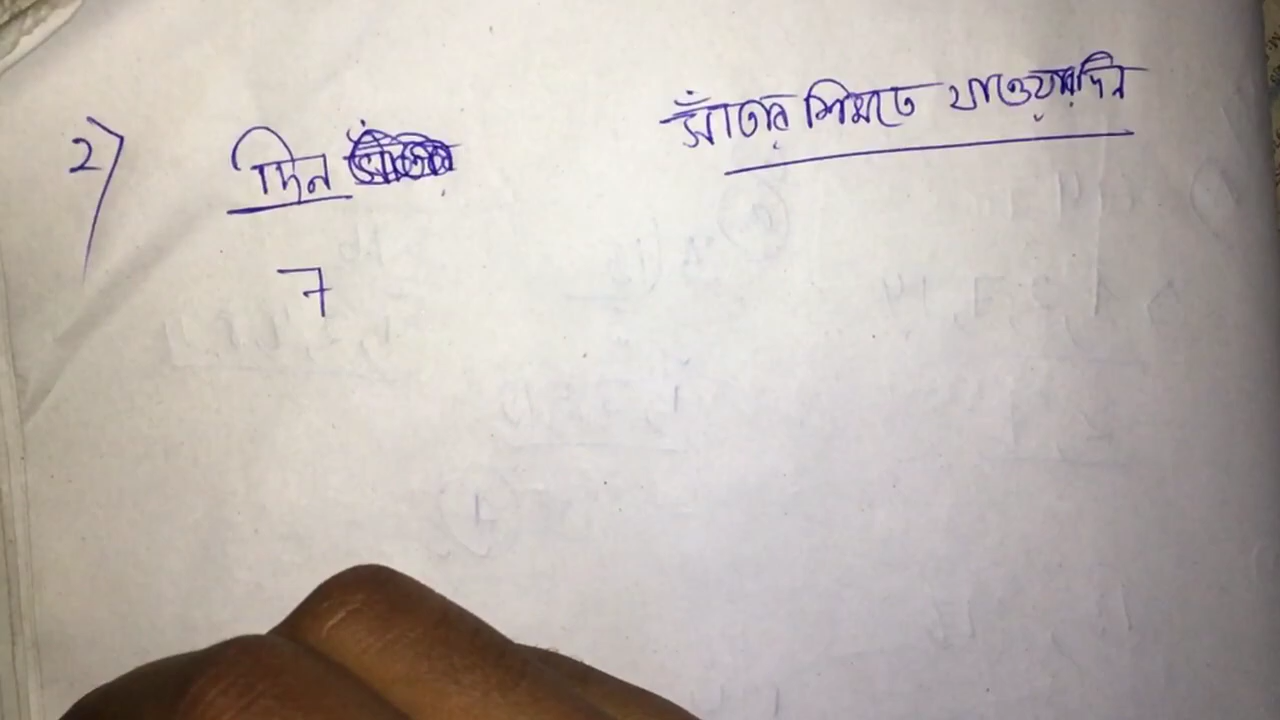 সাঁতার শিখতে যাওয়ার দিন
2) দিন
7